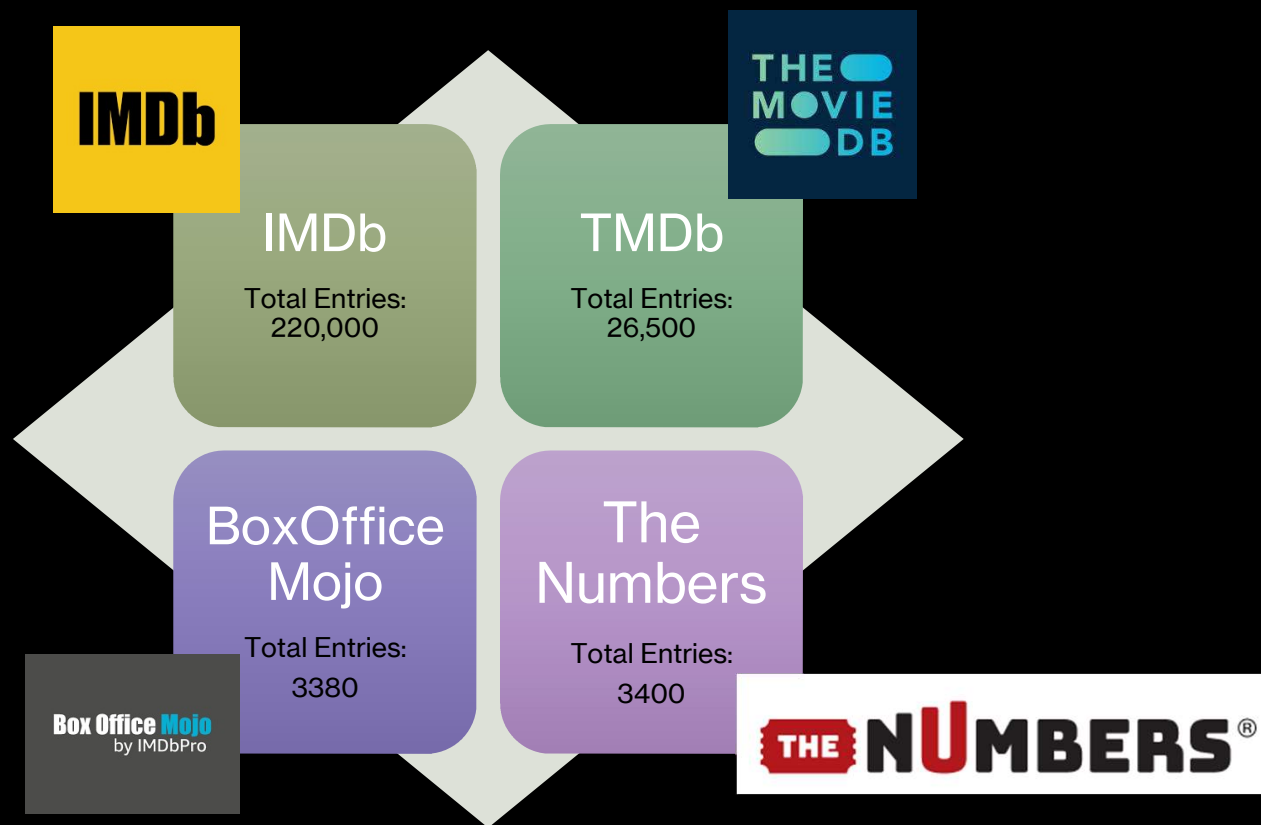 IMDb
THE
MOVIE
DB
IMDb
Total Entries:
220,000
TMDb
Total Entries:
26,500
BoxOffice
Mojo
Total Entries:
3380
The
Numbers
Total Entries:
3400
Box Office Mojo
by IMDbPro
THE NUMBERS®